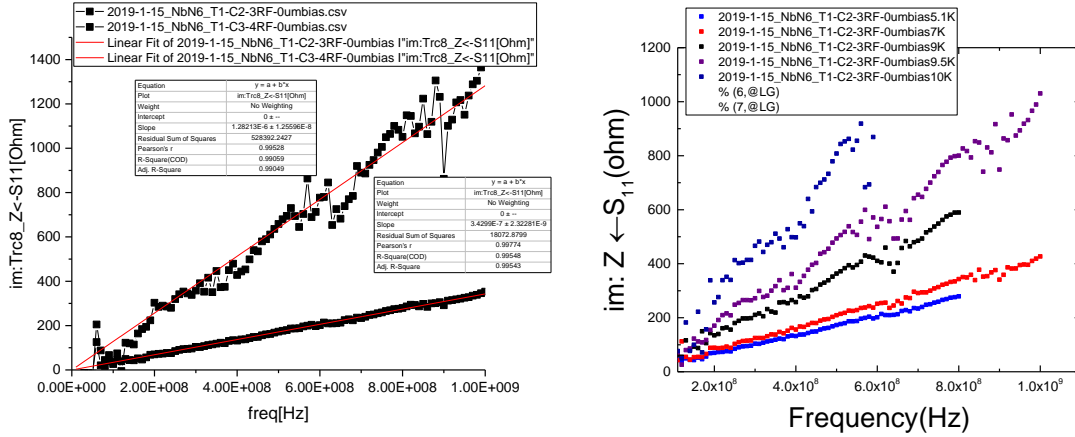 2019-1-15_NbN6_T1-C2-3RF-0umbias.csv
2019-1-15_NbN6_T1-C3-4RF-0umbias.csv
Linear Fit of 2019-1-15_NbN6_T1-C2-3RF-0umbias I"im:Trc8_Z<-S11[Ohm]"
Linear Fit of 2019-1-15_NbN6_T1-C3-4RF-0umbias I"im:Trc8_Z<-S11[Ohm]"
im:Trc8_Z<-S11[Ohm]
1400
1200
1000
800
600
400
200
0
Equation y = a + b*x
Plot im:Trc8_Z<-S11[Ohm]
Weight No Weighting
Intercept 0 ± --
Slope 1.28213E-6 ± 1.25596E-8
Residual Sum of Squares 528392.2427
Pearson's r 0.99528
R-Square(COD) 0.99059
Adj. R-Square 0.99049
Equation y = a + b*x
Plot im:Trc8_Z<-S11[Ohm]
Weight No Weighting
Intercept 0 ± --
Slope 3.4299E-7 ± 2.32281E-9
Residual Sum of Squares 18072.8799
Pearson's r 0.99774
R-Square(COD) 0.99548
Adj. R-Square 0.99543
0.00E+000 2.00E+008 4.00E+008 6.00E+008 8.00E+008 1.00E+009
freq[Hz]
2019-1-15_NbN6_T1-C2-3RF-0umbias5.1K
2019-1-15_NbN6_T1-C2-3RF-0umbias7K
2019-1-15_NbN6_T1-C2-3RF-0umbias9K
2019-1-15_NbN6_T1-C2-3RF-0umbias9.5K
2019-1-15_NbN6_T1-C2-3RF-0umbias10K
% (6,@LG)
% (7,@LG)
im: Z ←S₁₁(ohm)
1200
1000
800
600
400
200
0
2.0x10⁸ 4.0x10⁸ 6.0x10⁸ 8.0x10⁸ 1.0x10⁹
Frequency(Hz)